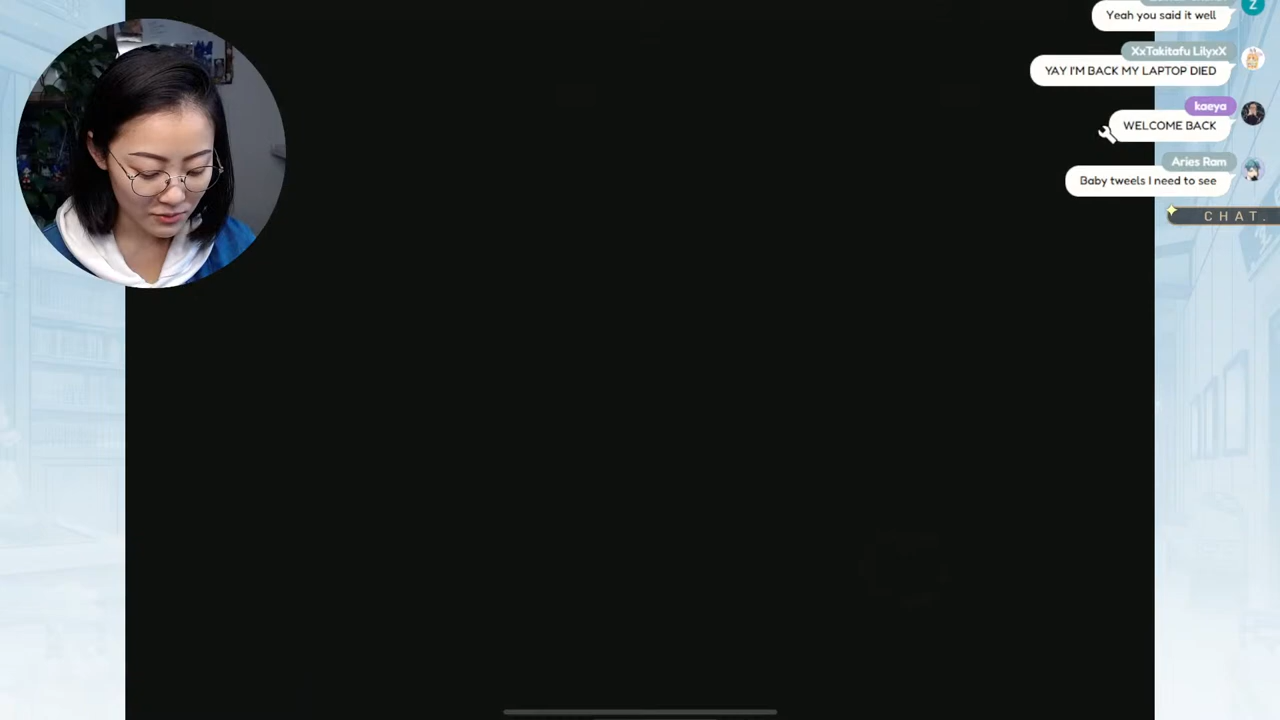 Yeah you said it well
Z
XxTakitafu LilyxX
YAY I'M BACK MY LAPTOP DIED
kaeya
WELCOME BACK
Aries Ram
Baby tweels I need to see
CHAT.